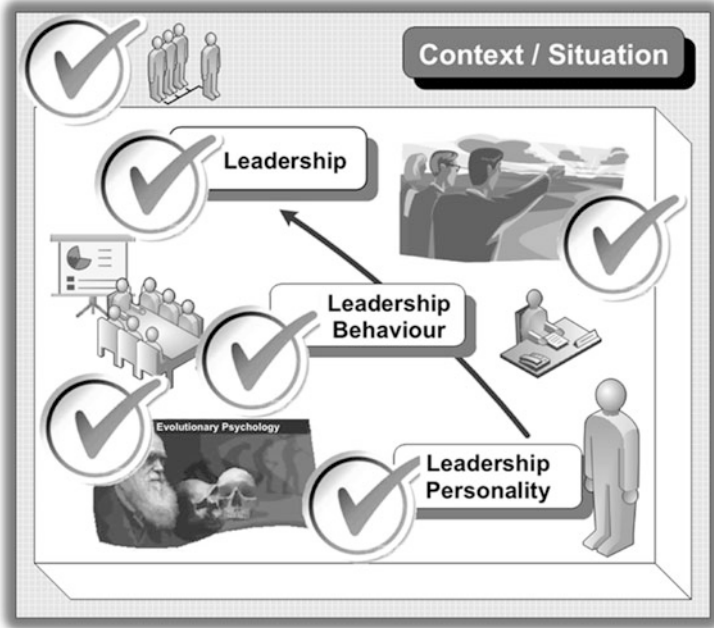 Context / Situation
Leadership
Leadership
Behaviour
Evolutionary Psychology
Leadership
Personality